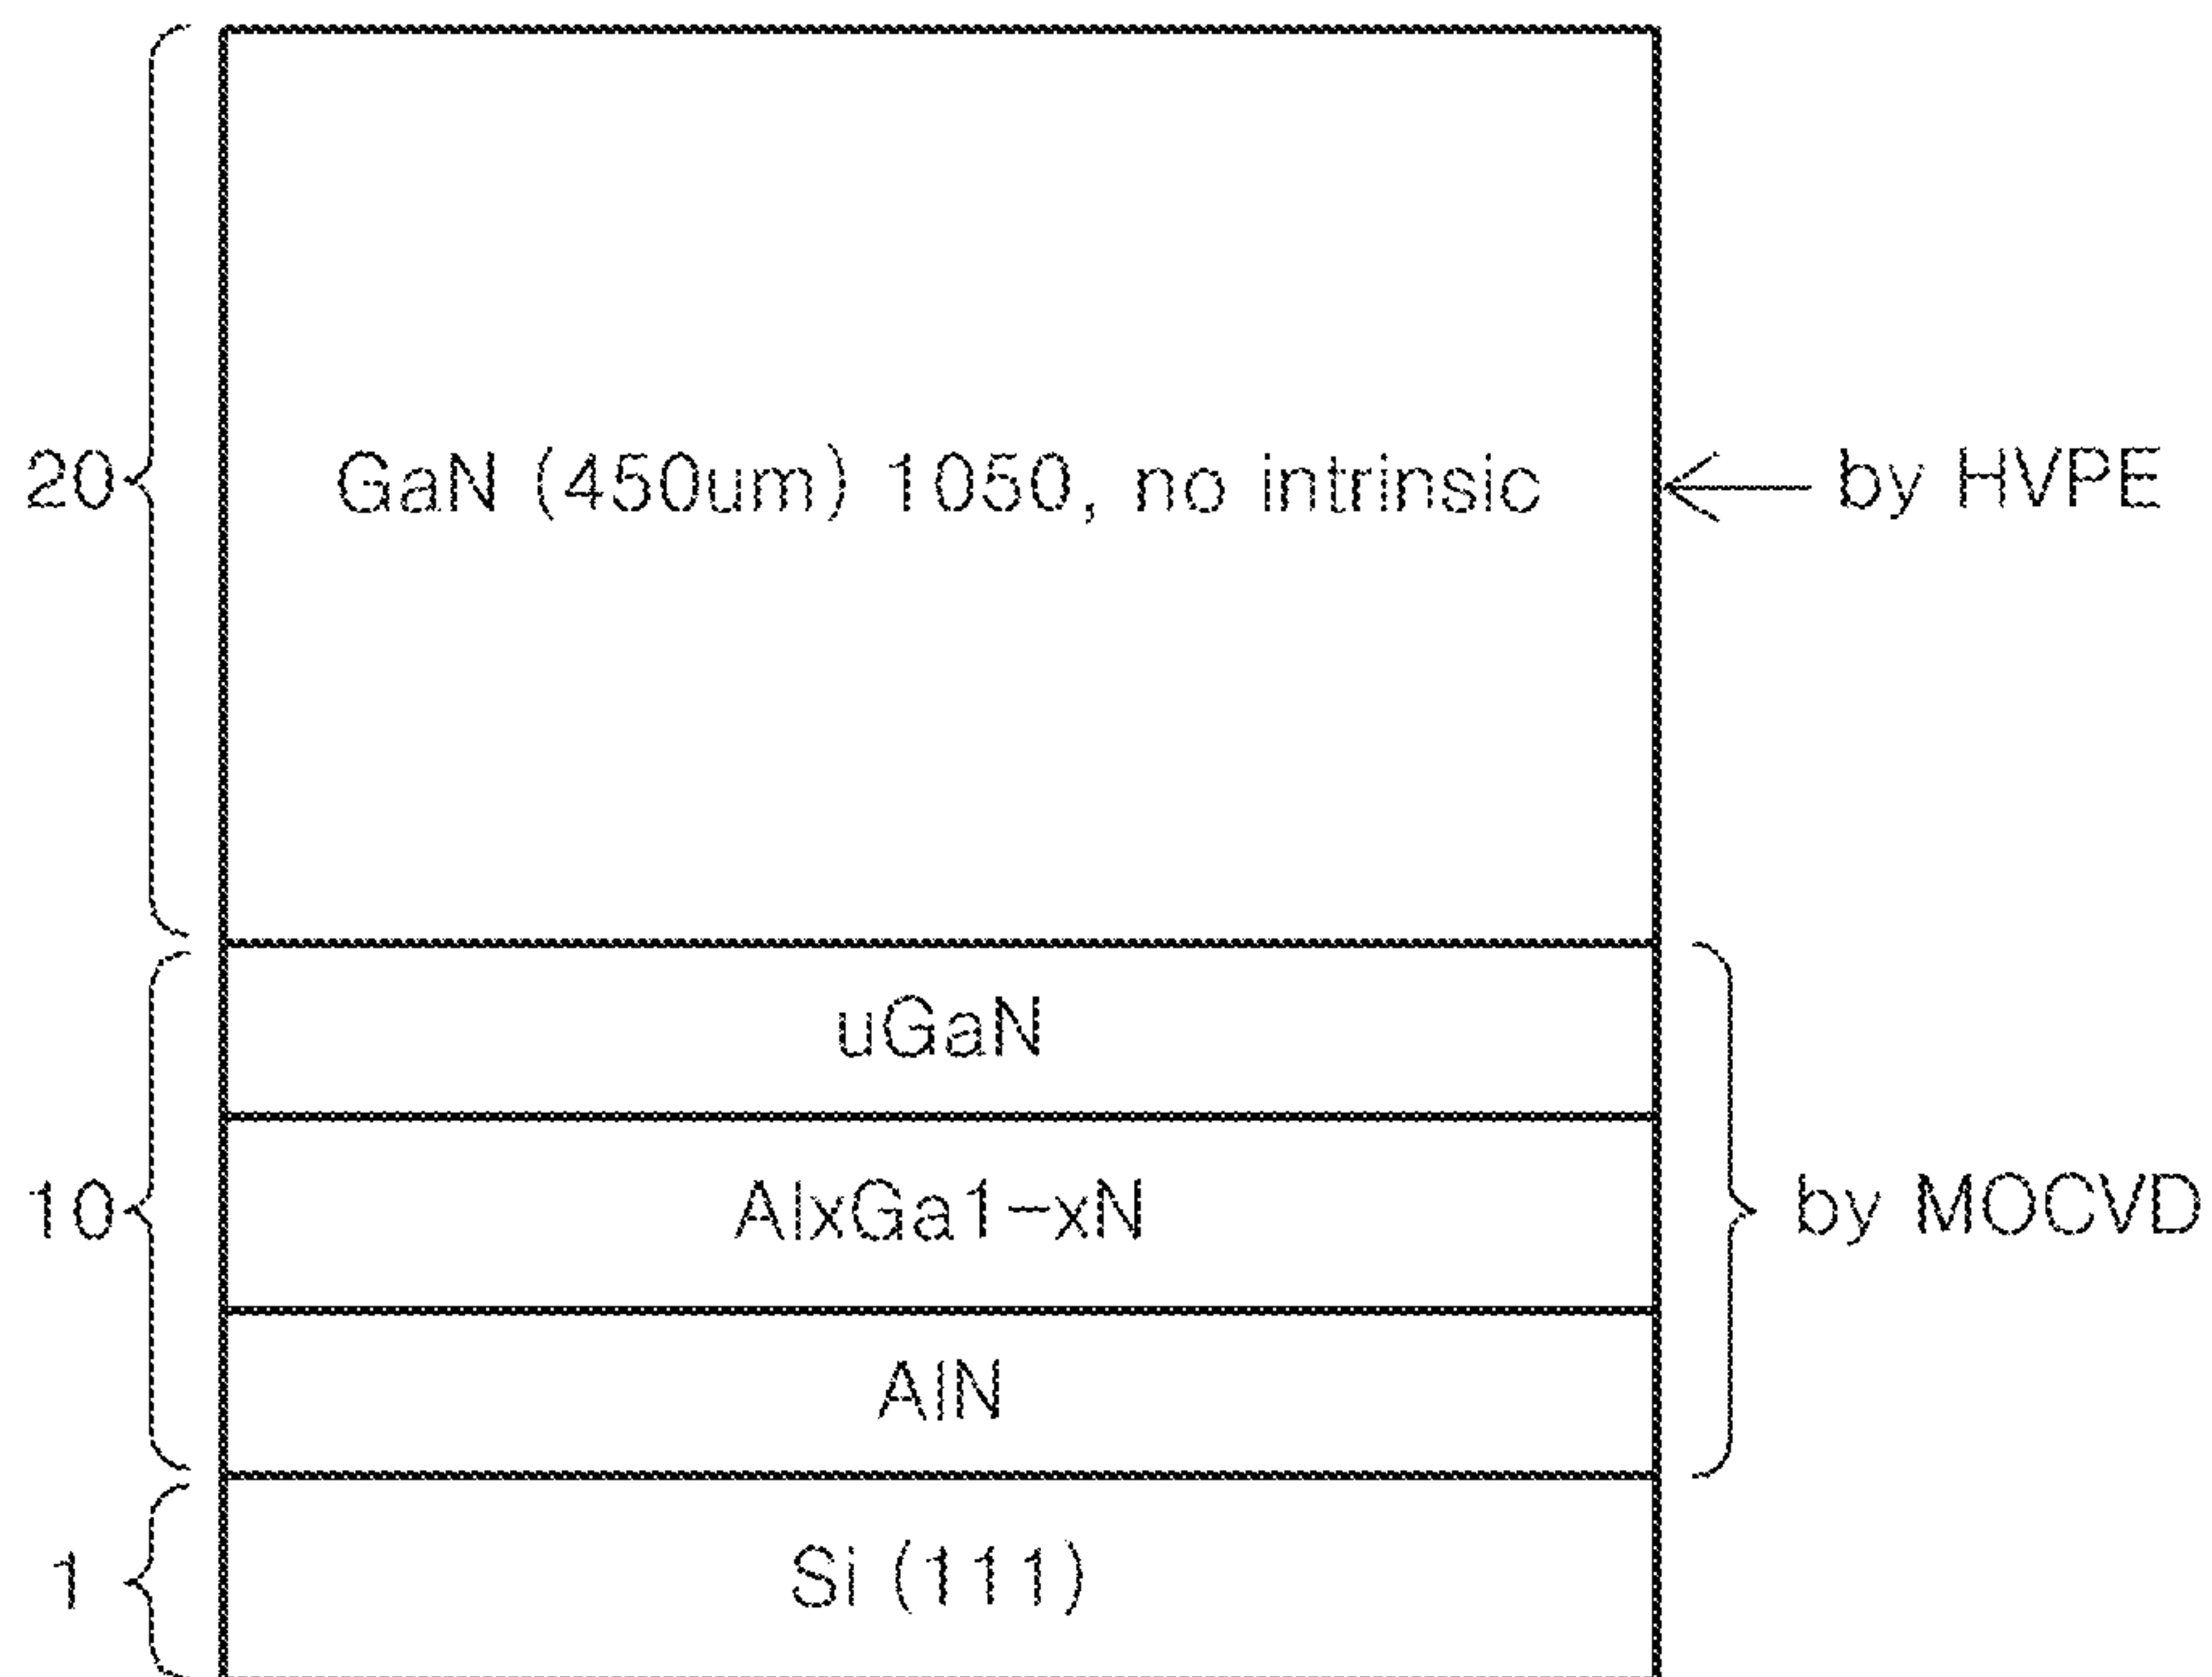 20
GaN (450um) 1050, no intrinsic
by HVPE
uGaN
10
AlxGa1-xN
by MOCVD
AlN
1
Si (111)